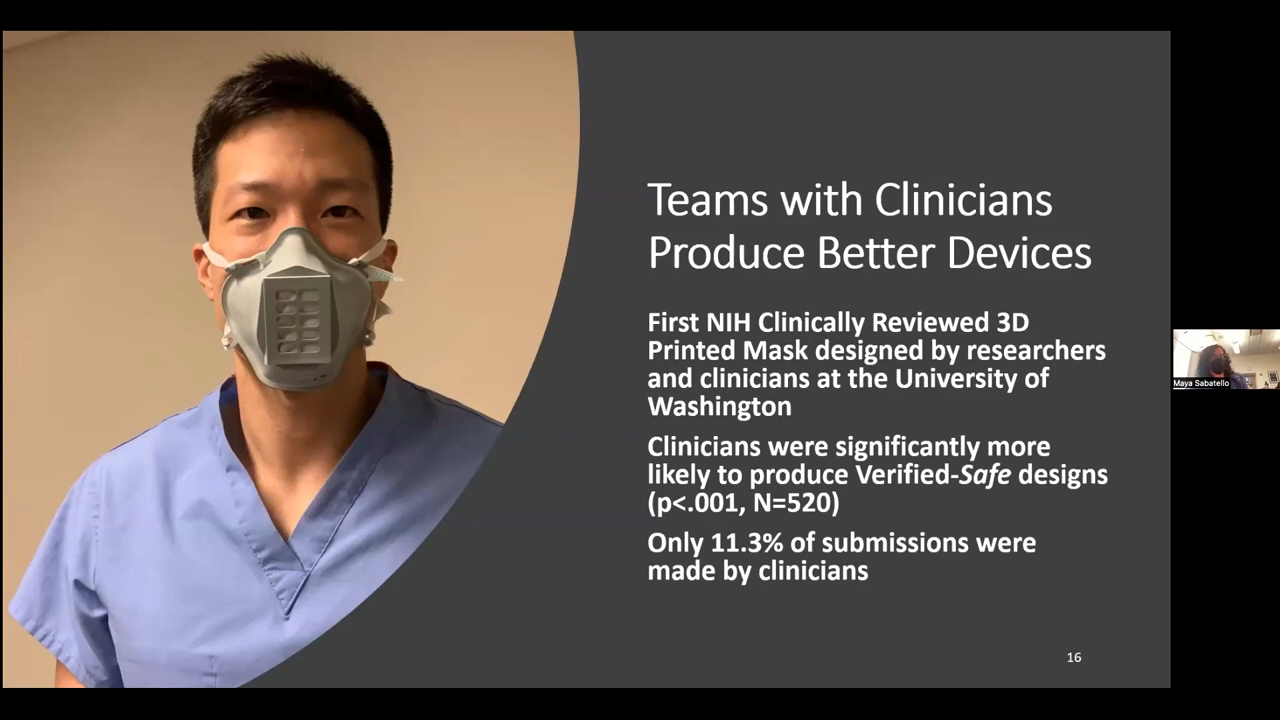 Teams with Clinicians
Produce Better Devices
First NIH Clinically Reviewed 3D
Printed Mask designed by researchers
and clinicians at the University of
Washington
Clinicians were significantly more
likely to produce Verified-Safe designs
(p<.001, N=520)
Only 11.3% of submissions were
made by clinicians
16
Maya Sabatello